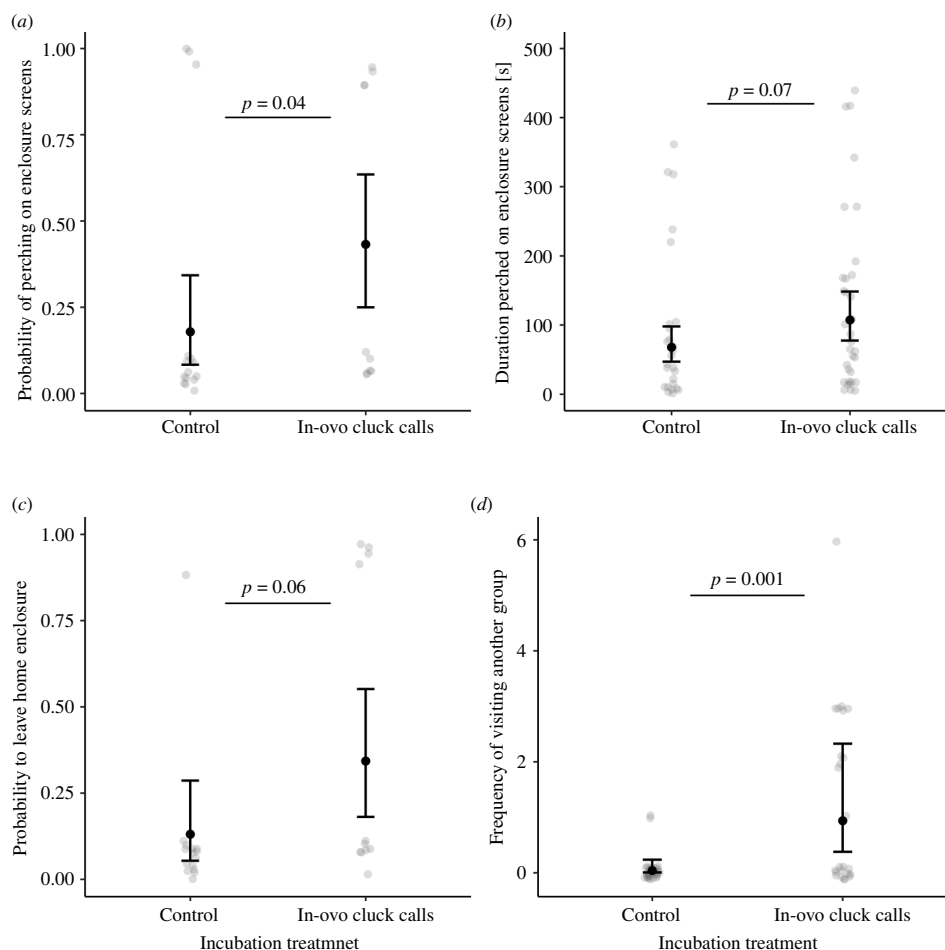 (a)
Probability of perching on enclosure screens
1.00
0.75
0.50
0.25
0.00
p = 0.04
Control
In-ovo cluck calls
(b)
Duration perched on enclosure screens [s]
500
400
300
200
100
0
p = 0.07
Control
In-ovo cluck calls
(c)
Probability to leave home enclosure
1.00
0.75
0.50
0.25
0.00
p = 0.06
Control
In-ovo cluck calls
Incubation treatmnet
(d)
Frequency of visiting another group
6
4
2
0
p = 0.001
Control
In-ovo cluck calls
Incubation treatment